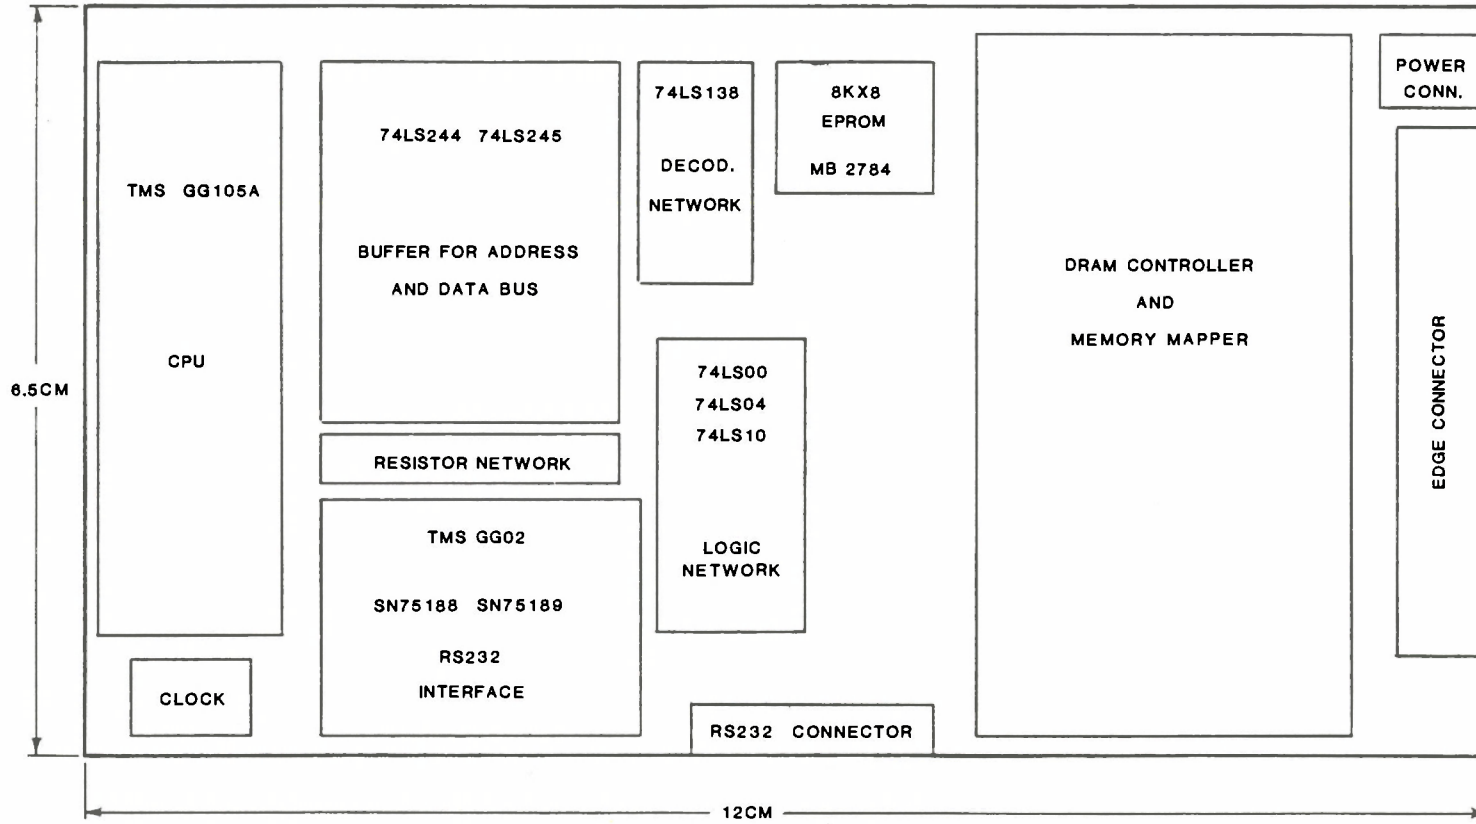 TMS GG105A
CPU
CLOCK
74LS244 74LS245
BUFFER FOR ADDRESS
AND DATA BUS
RESISTOR NETWORK
TMS GG02
SN75188 SN75189
RS232
INTERFACE
74LS138
DECOD.
NETWORK
8KX8
EPROM
MB 2784
74LS00
74LS04
74LS10
LOGIC
NETWORK
RS232 CONNECTOR
DRAM CONTROLLER
AND
MEMORY MAPPER
POWER
CONN.
EDGE CONNECTOR
6.5CM
12CM